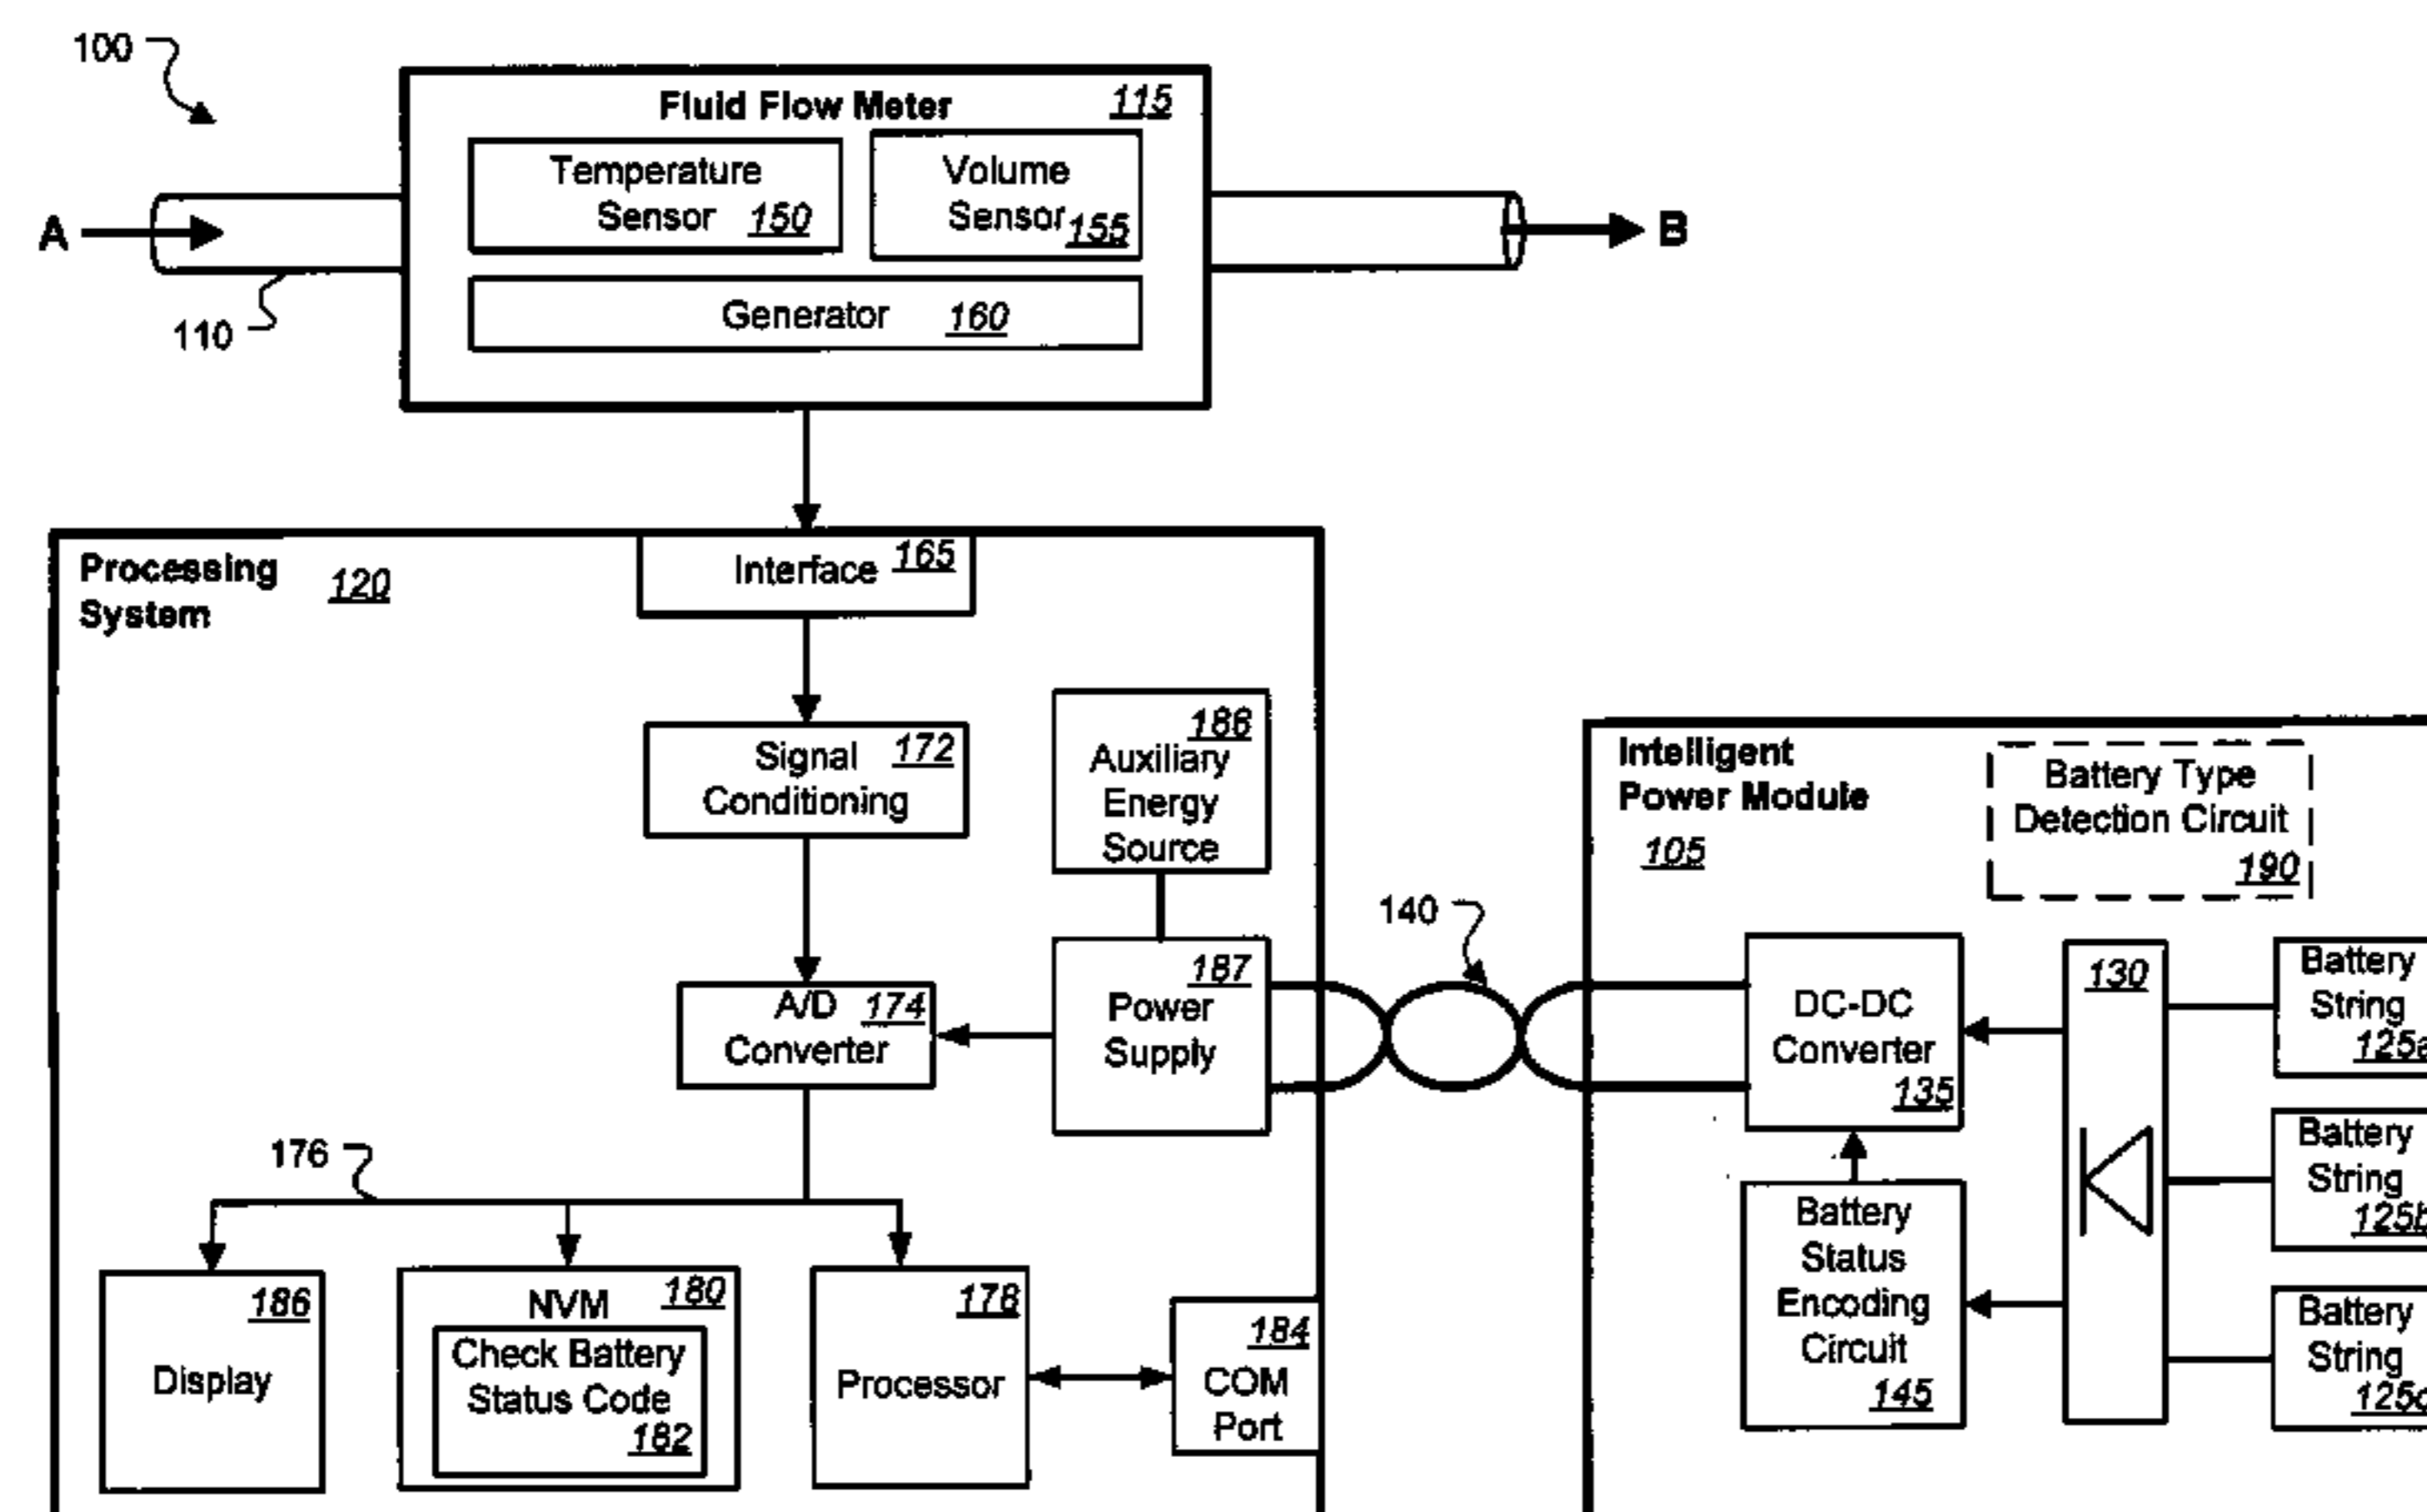 100
Fluid Flow Meter 115
Temperature
Sensor 150
Volume
Sensor 155
A
B
Generator 160
110
Processing
System
120
Interface 165
Signal 172
Conditioning
186
Auxiliary
Energy
Source
Intelligent
Power Module
105
Battery Type
Detection Circuit
190
140
A/D 174
Converter
187
Power
Supply
DC-DC
Converter
135
130
Battery
String
125a
Battery
String
125b
Battery
String
125c
176
Battery
Status
Encoding
Circuit
145
186
Display
NVM 180
Check Battery
Status Code
182
178
Processor
184
COM
Port